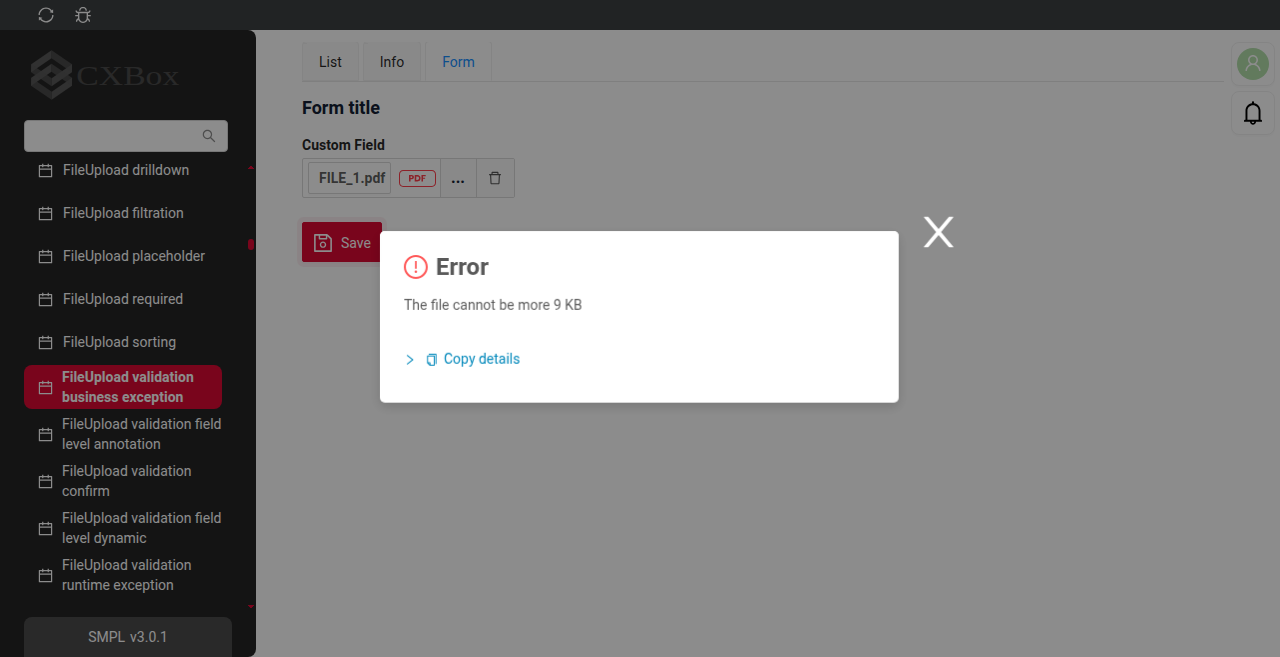 CXBox
FileUpload drilldown
FileUpload filtration
FileUpload placeholder
FileUpload required
FileUpload sorting
FileUpload validation
business exception
FileUpload validation field
level annotation
FileUpload validation
confirm
FileUpload validation field
level dynamic
FileUpload validation
runtime exception
SMPL v3.0.1
List Info Form
Form title
Custom Field
FILE_1.pdf PDF ...
Save
Error
The file cannot be more 9 KB
Copy details